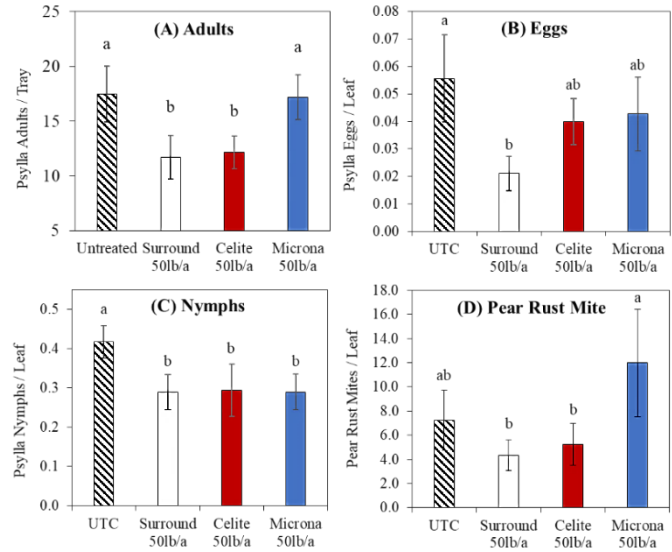 (A) Adults
Psylla Adults / Tray
25
20
15
10
5
a
b
b
a
Untreated Surround Celite Microna
50lb/a 50lb/a 50lb/a
(B) Eggs
Psylla Eggs / Leaf
0.08
0.07
0.06
0.05
0.04
0.03
0.02
0.01
0.00
a
b
ab
ab
UTC Surround Celite Microna
50lb/a 50lb/a 50lb/a
(C) Nymphs
Psylla Nymphs / Leaf
0.5
0.4
0.3
0.2
0.1
0.0
a
b
b
b
UTC Surround Celite Microna
50lb/a 50lb/a 50lb/a
(D) Pear Rust Mite
Pear Rust Mites / Leaf
18.0
16.0
14.0
12.0
10.0
8.0
6.0
4.0
2.0
0.0
ab
b
b
a
UTC Surround Celite Microna
50lb/a 50lb/a 50lb/a